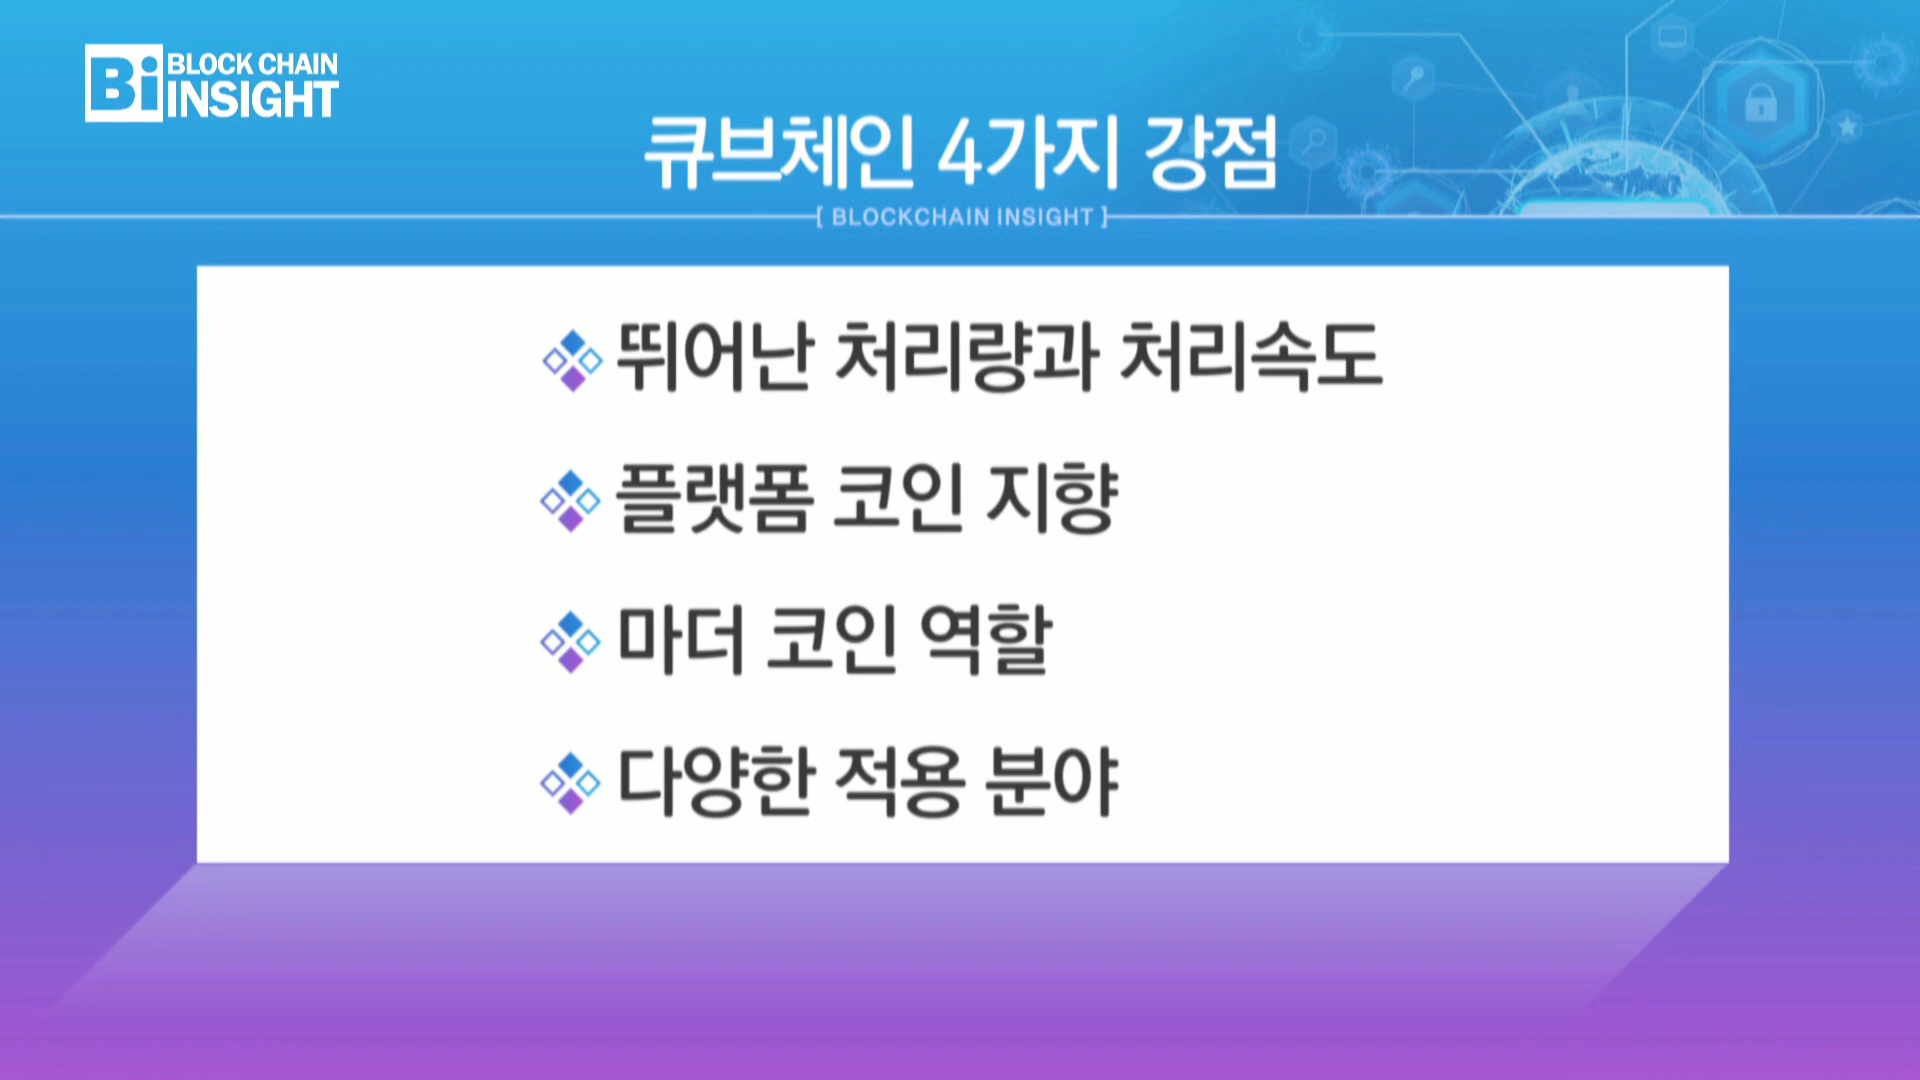 Bi BLOCK CHAIN
INSIGHT
큐브체인 4가지 강점
[ BLOCKCHAIN INSIGHT ]
뛰어난 처리량과 처리속도
플랫폼 코인 지향
마더 코인 역할
다양한 적용 분야